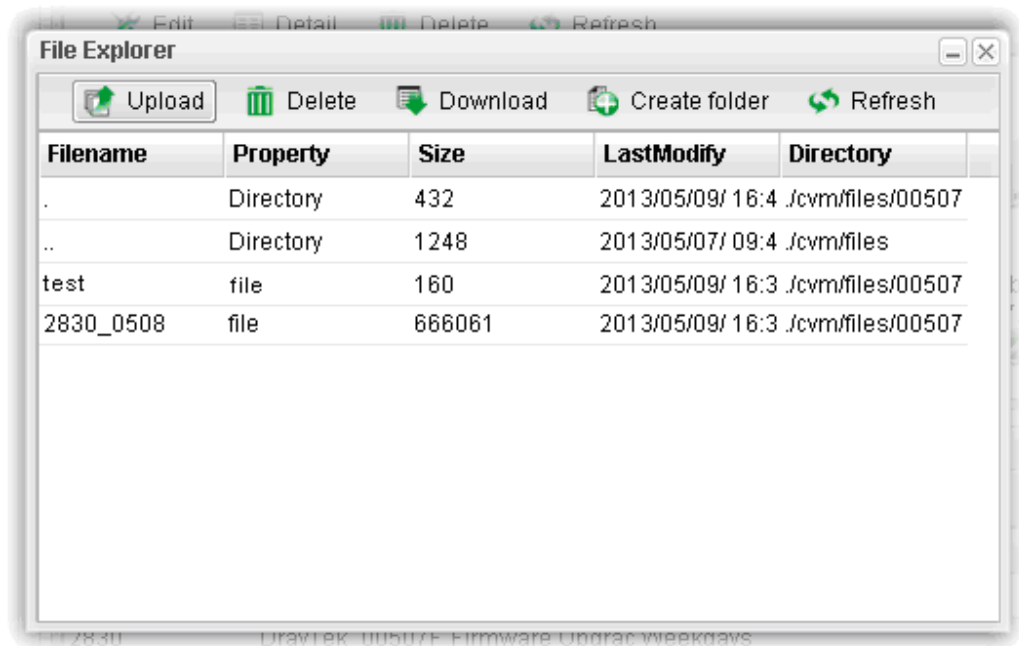 Edit Detail Delete Refresh
File Explorer
Upload Delete Download Create folder Refresh
Filename Property Size LastModify Directory
. Directory 432 2013/05/09/ 16:4 ./cvm/files/00507
.. Directory 1248 2013/05/07/ 09:4 ./cvm/files
test file 160 2013/05/09/ 16:3 ./cvm/files/00507
2830_0508 file 666061 2013/05/09/ 16:3 ./cvm/files/00507
2830 DrayTek_00507F Firmware Upgrac Weekdays